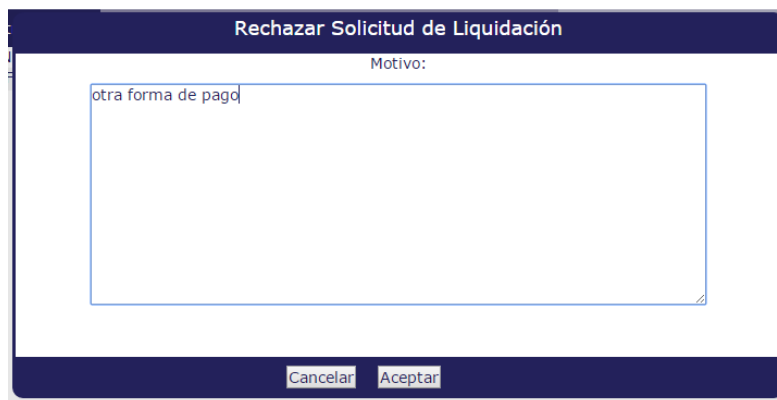 Rechazar Solicitud de Liquidación
Motivo:
otra forma de pago
Cancelar Aceptar